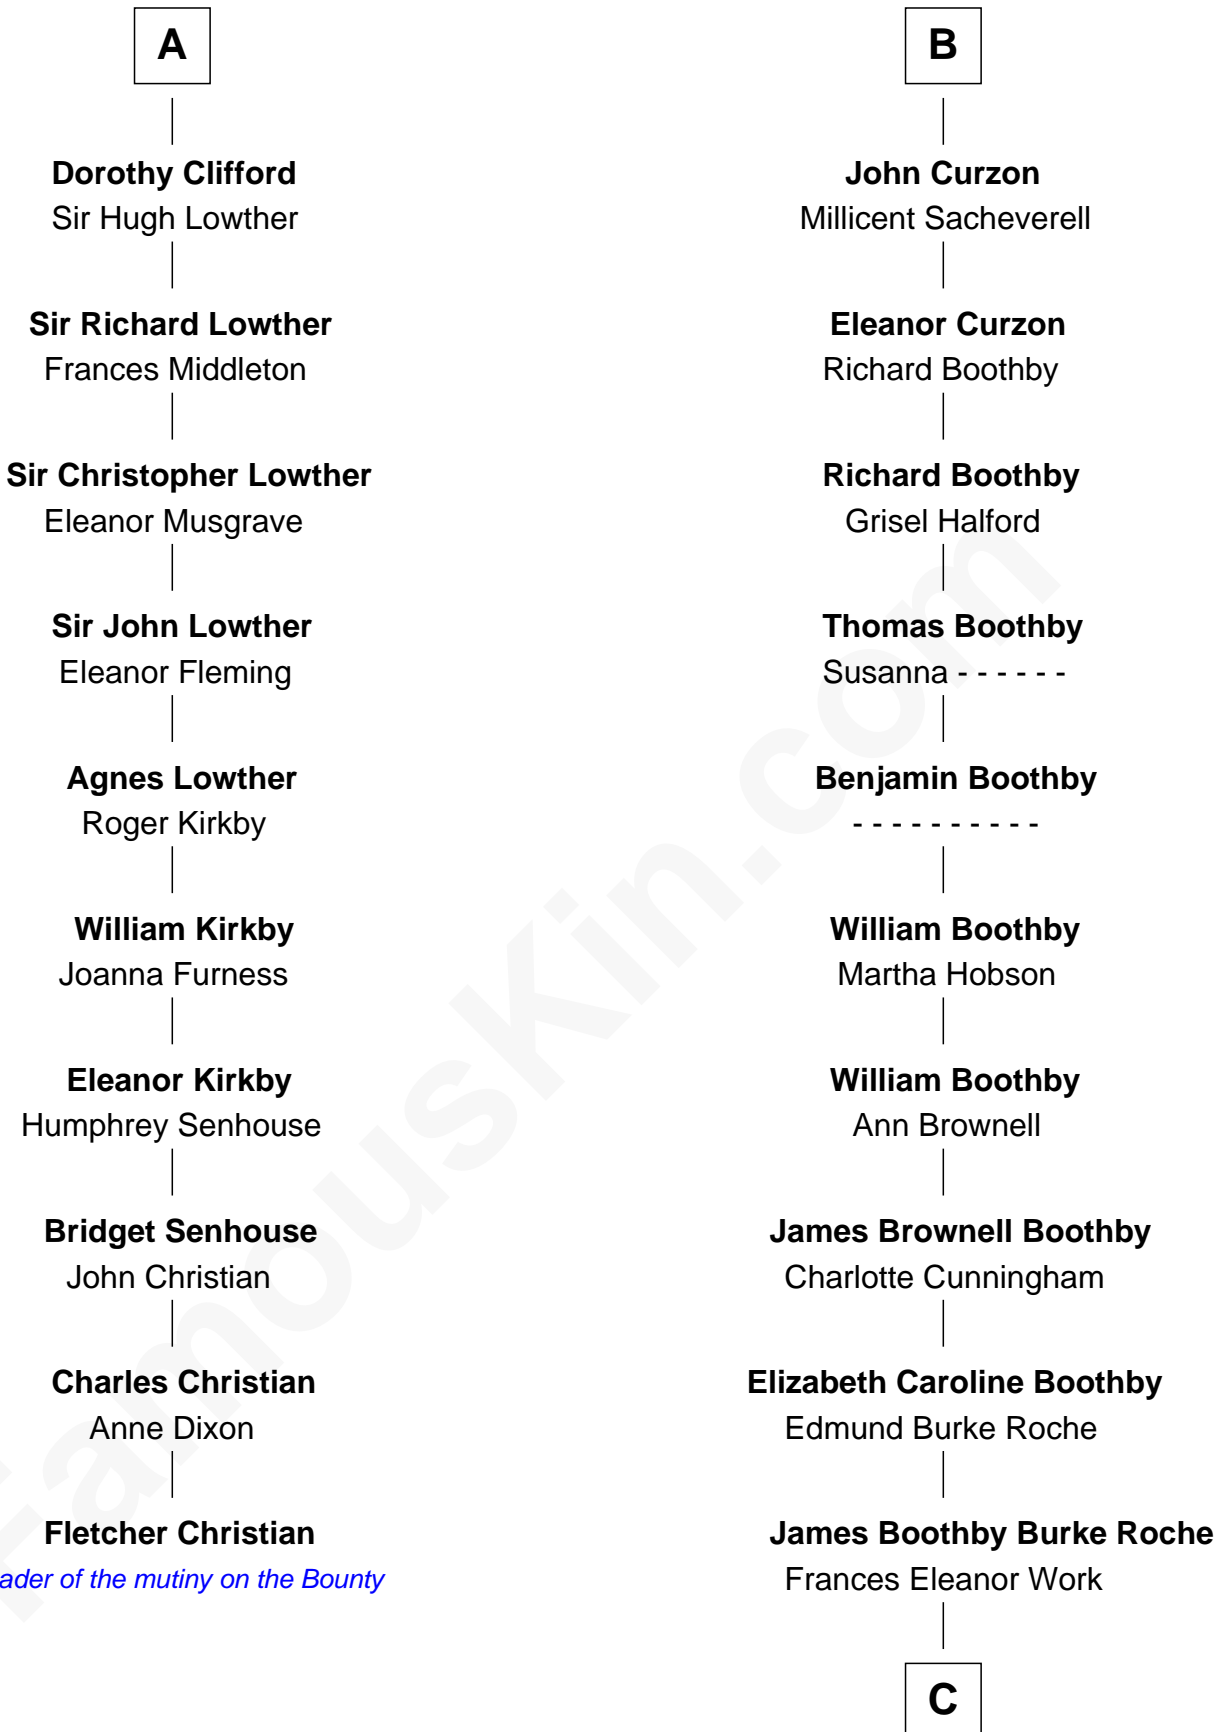 A
Dorothy Clifford
Sir Hugh Lowther
Sir Richard Lowther
Frances Middleton
Sir Christopher Lowther
Eleanor Musgrave
Sir John Lowther
Eleanor Fleming
Agnes Lowther
Roger Kirkby
William Kirkby
Joanna Furness
Eleanor Kirkby
Humphrey Senhouse
Bridget Senhouse
John Christian
Charles Christian
Anne Dixon
Fletcher Christian
ader of the mutiny on the Bounty
B
John Curzon
Millicent Sacheverell
Eleanor Curzon
Richard Boothby
Richard Boothby
Grisel Halford
Thomas Boothby
Susanna - - - - - -
Benjamin Boothby
- - - - - - - - - -
William Boothby
Martha Hobson
William Boothby
Ann Brownell
James Brownell Boothby
Charlotte Cunningham
Elizabeth Caroline Boothby
Edmund Burke Roche
James Boothby Burke Roche
Frances Eleanor Work
C
FamousKin.com